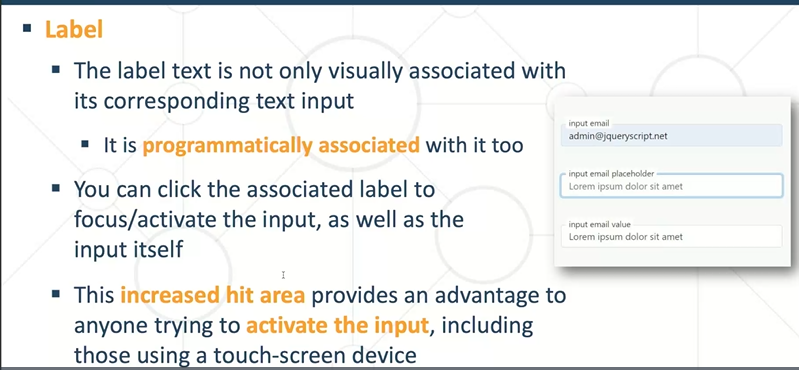 Label
The label text is not only visually associated with
its corresponding text input
It is programmatically associated with it too
You can click the associated label to
focus/activate the input, as well as the
input itself
This increased hit area provides an advantage to
anyone trying to activate the input, including
those using a touch-screen device
input email
admin@jqueryscript.net
input email placeholder
Lorem ipsum dolor sit amet
input email value
Lorem ipsum dolor sit amet